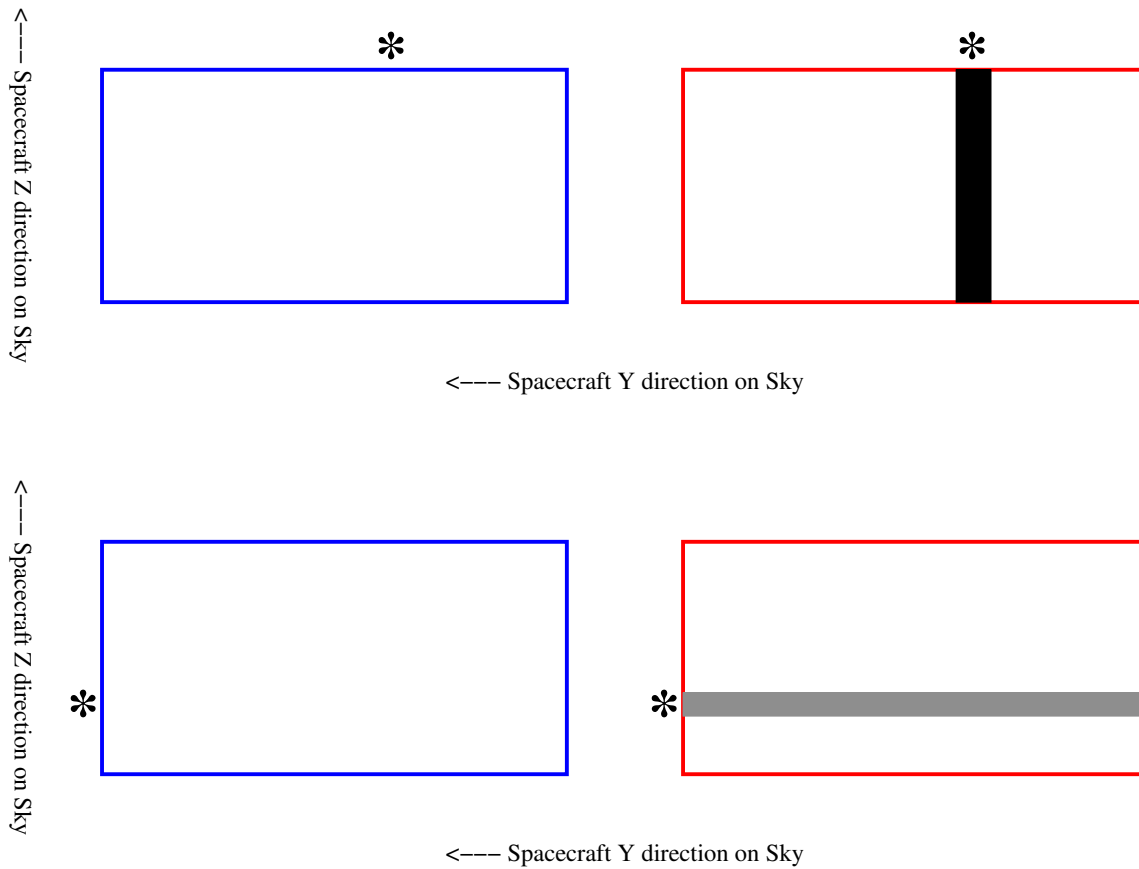 <--- Spacecraft Z direction on Sky
*
*
<--- Spacecraft Y direction on Sky
<--- Spacecraft Z direction on Sky
*
*
<--- Spacecraft Y direction on Sky